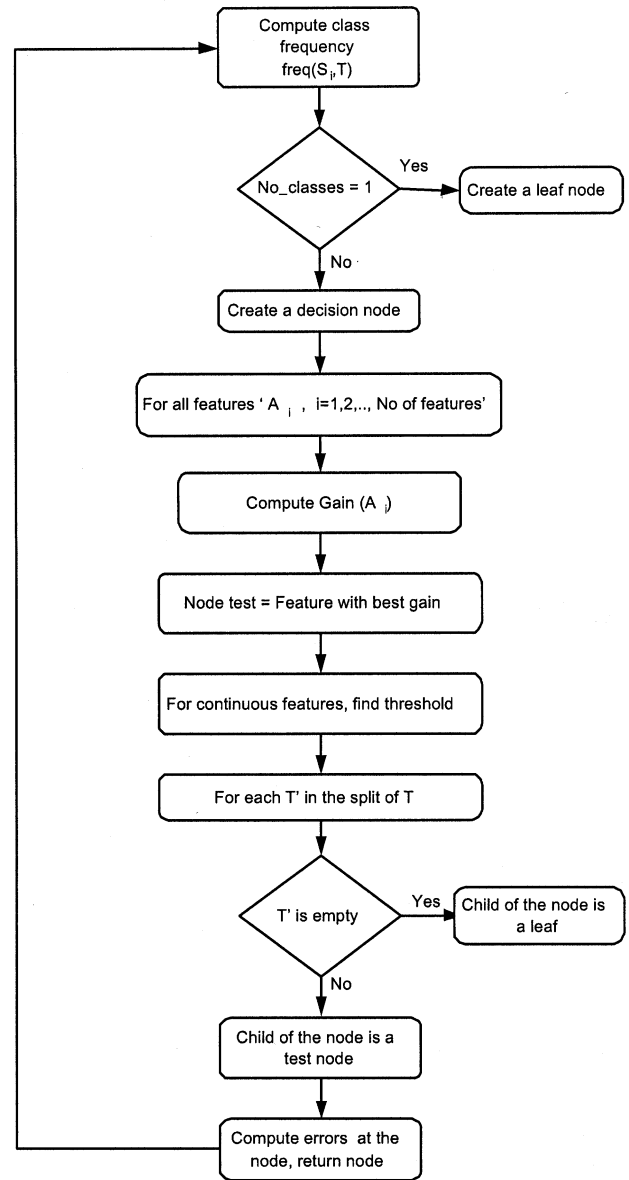 Compute class
frequency
freq(S i,T)
No_classes = 1
Yes
Create a leaf node
No
Create a decision node
For all features ‘ A i , i=1,2,.., No of features’
Compute Gain (A i)
Node test = Feature with best gain
For continuous features, find threshold
For each T’ in the split of T
T’ is empty
Yes
Child of the node is
a leaf
No
Child of the node is a
test node
Compute errors at the
node, return node